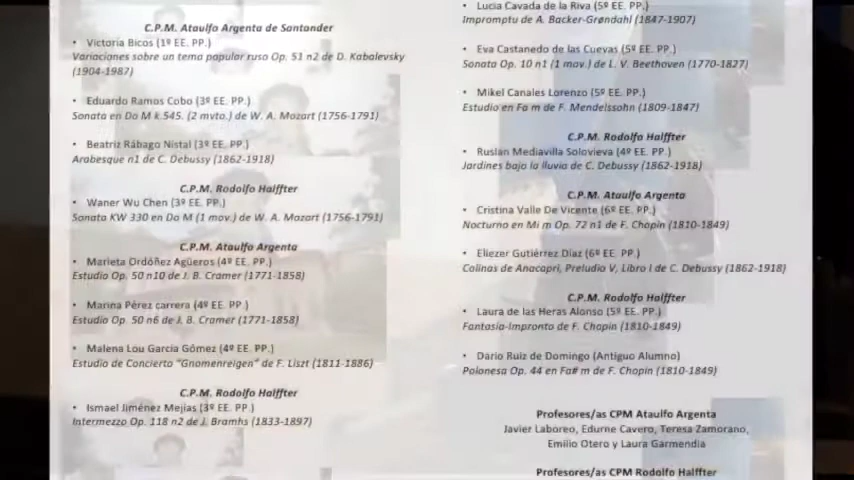 C.P.M. Ataulfo Argenta de Santander
• Victoria Bicos (1º EE. PP.)
Variaciones sobre un tema popular ruso Op. 51 n2 de D. Kabalevsky
(1904-1987)
• Eduardo Ramos Cobo (3º EE. PP.)
Sonata en Do M k 545. (2 mvto.) de W. A. Mozart (1756-1791)
• Beatriz Rábago Nistal (3º EE. PP.)
Arabesque n1 de C. Debussy (1862-1918)
C.P.M. Rodolfo Halffter
• Waner Wu Chen (3º EE. PP.)
Sonata KW 330 en Do M (1 mov.) de W. A. Mozart (1756-1791)
C.P.M. Ataulfo Argenta
• Marieta Ordóñez Agüeros (4º EE. PP.)
Estudio Op. 50 n10 de J. B. Cramer (1771-1858)
• Marina Pérez carrera (4º EE. PP.)
Estudio Op. 50 n6 de J. B. Cramer (1771-1858)
• Malena Lou García Gómez (4º EE. PP.)
Estudio de Concierto "Gnomenreigen" de F. Liszt (1811-1886)
C.P.M. Rodolfo Halffter
• Ismael Jiménez Mejías (3º EE. PP.)
Intermezzo Op. 118 n2 de J. Bramhs (1833-1897)
• Lucia Cavada de la Riva (5º EE. PP.)
Impromptu de A. Backer-Grøndahl (1847-1907)
• Eva Castanedo de las Cuevas (5º EE. PP.)
Sonata Op. 10 n1 (1 mov.) de L. V. Beethoven (1770-1827)
• Mikel Canales Lorenzo (5º EE. PP.)
Estudio en Fa m de F. Mendelssohn (1809-1847)
C.P.M. Rodolfo Halffter
• Ruslan Mediavilla Solovieva (4º EE. PP.)
Jardines bajo la lluvia de C. Debussy (1862-1918)
C.P.M. Ataulfo Argenta
• Cristina Valle De Vicente (6º EE. PP.)
Nocturno en Mi m Op. 72 n1 de F. Chopin (1810-1849)
• Eliezer Gutiérrez Díaz (6º EE. PP.)
Colinas de Anacapri, Preludio V, Libro I de C. Debussy (1862-1918)
C.P.M. Rodolfo Halffter
• Laura de las Heras Alonso (5º EE. PP.)
Fantasia-Impronto de F. Chopin (1810-1849)
• Dario Ruiz de Domingo (Antiguo Alumno)
Polonesa Op. 44 en Fa# m de F. Chopin (1810-1849)
Profesores/as CPM Ataulfo Argenta
Javier Laboreo, Edurne Cavero, Teresa Zamorano,
Emilio Otero y Laura Garmendia
Profesores/as CPM Rodolfo Halffter